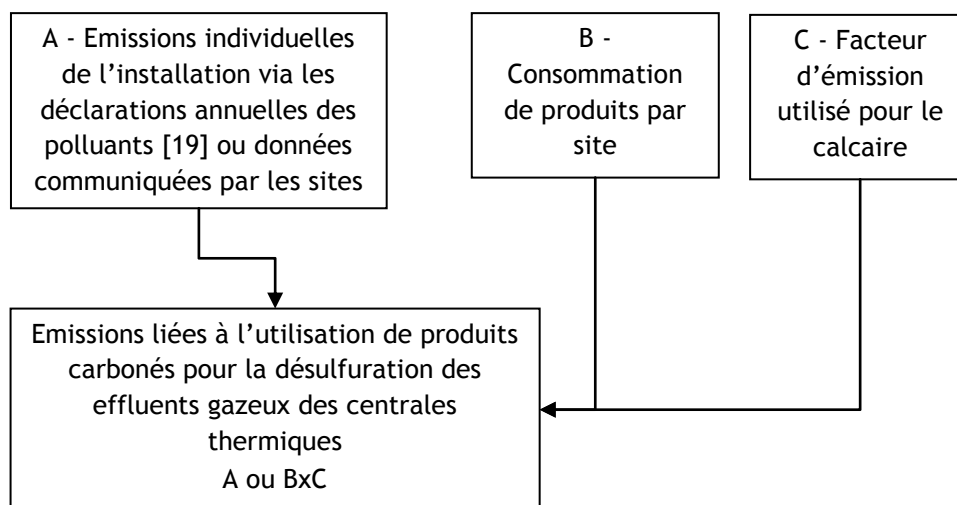 A - Emissions individuelles
de l’installation via les
déclarations annuelles des
polluants [19] ou données
communiquées par les sites
B -
Consommation
de produits par
site
C - Facteur
d’émission
utilisé pour le
calcaire
Emissions liées à l’utilisation de produits
carbonés pour la désulfuration des
effluents gazeux des centrales
thermiques
A ou BxC